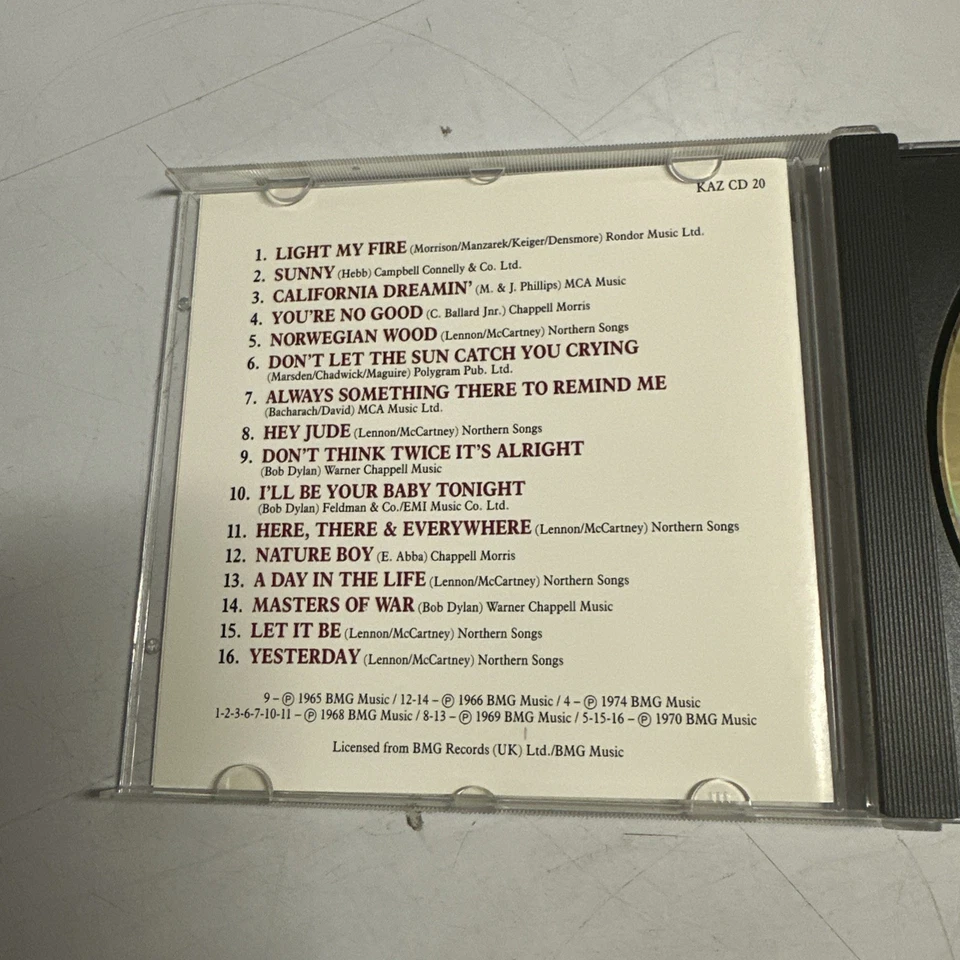 KAZ CD 20
1. LIGHT MY FIRE (Morrison/Manzarek/Keiger/Densmore) Rondor Music Ltd.
2. SUNNY (Hebb) Campbell Connelly & Co. Ltd.
3. CALIFORNIA DREAMIN' (M. & J. Phillips) MCA Music
4. YOU'RE NO GOOD (C. Ballard Jnr.) Chappell Morris
5. NORWEGIAN WOOD (Lennon/McCartney) Northern Songs
6. DON'T LET THE SUN CATCH YOU CRYING
(Marsden/Chadwick/Maguire) Polygram Pub. Ltd.
7. ALWAYS SOMETHING THERE TO REMIND ME
(Bacharach/David) MCA Music Ltd.
8. HEY JUDE (Lennon/McCartney) Northern Songs
9. DON'T THINK TWICE IT'S ALRIGHT
(Bob Dylan) Warner Chappell Music
10. I'LL BE YOUR BABY TONIGHT
(Bob Dylan) Feldman & Co./EMI Music Co. Ltd.
11. HERE, THERE & EVERYWHERE (Lennon/McCartney) Northern Songs
12. NATURE BOY (E. Abba) Chappell Morris
13. A DAY IN THE LIFE (Lennon/McCartney) Northern Songs
14. MASTERS OF WAR (Bob Dylan) Warner Chappell Music
15. LET IT BE (Lennon/McCartney) Northern Songs
16. YESTERDAY (Lennon/McCartney) Northern Songs
9 – ℗ 1965 BMG Music / 12-14 – ℗ 1966 BMG Music / 4 – ℗ 1974 BMG Music
1-2-3-6-7-10-11 – ℗ 1968 BMG Music / 8-13 – ℗ 1969 BMG Music / 5-15-16 – ℗ 1970 BMG Music
Licensed from BMG Records (UK) Ltd./BMG Music